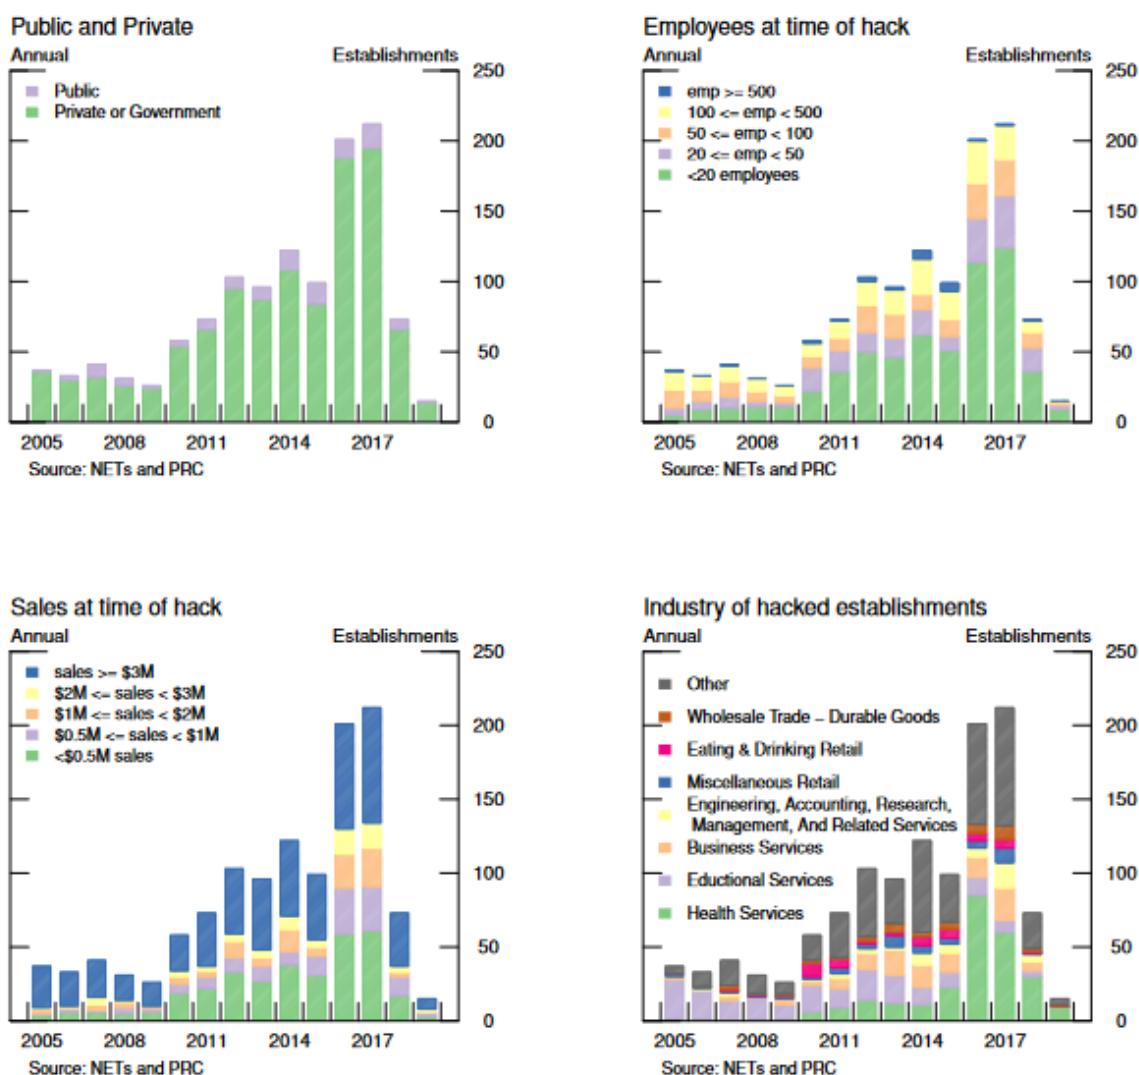 Public and Private
Annual Establishments
Public
Private or Government
250
200
150
100
50
0
2005 2008 2011 2014 2017
Source: NETs and PRC
Employees at time of hack
Annual Establishments
emp >= 500
100 <= emp < 500
50 <= emp < 100
20 <= emp < 50
<20 employees
250
200
150
100
50
0
2005 2008 2011 2014 2017
Source: NETs and PRC
Sales at time of hack
Annual Establishments
sales >= $3M
$2M <= sales < $3M
$1M <= sales < $2M
$0.5M <= sales < $1M
<$0.5M sales
250
200
150
100
50
0
2005 2008 2011 2014 2017
Source: NETs and PRC
Industry of hacked establishments
Annual Establishments
Other
Wholesale Trade – Durable Goods
Eating & Drinking Retail
Miscellaneous Retail
Engineering, Accounting, Research,
Management, And Related Services
Business Services
Eductional Services
Health Services
250
200
150
100
50
0
2005 2008 2011 2014 2017
Source: NETs and PRC